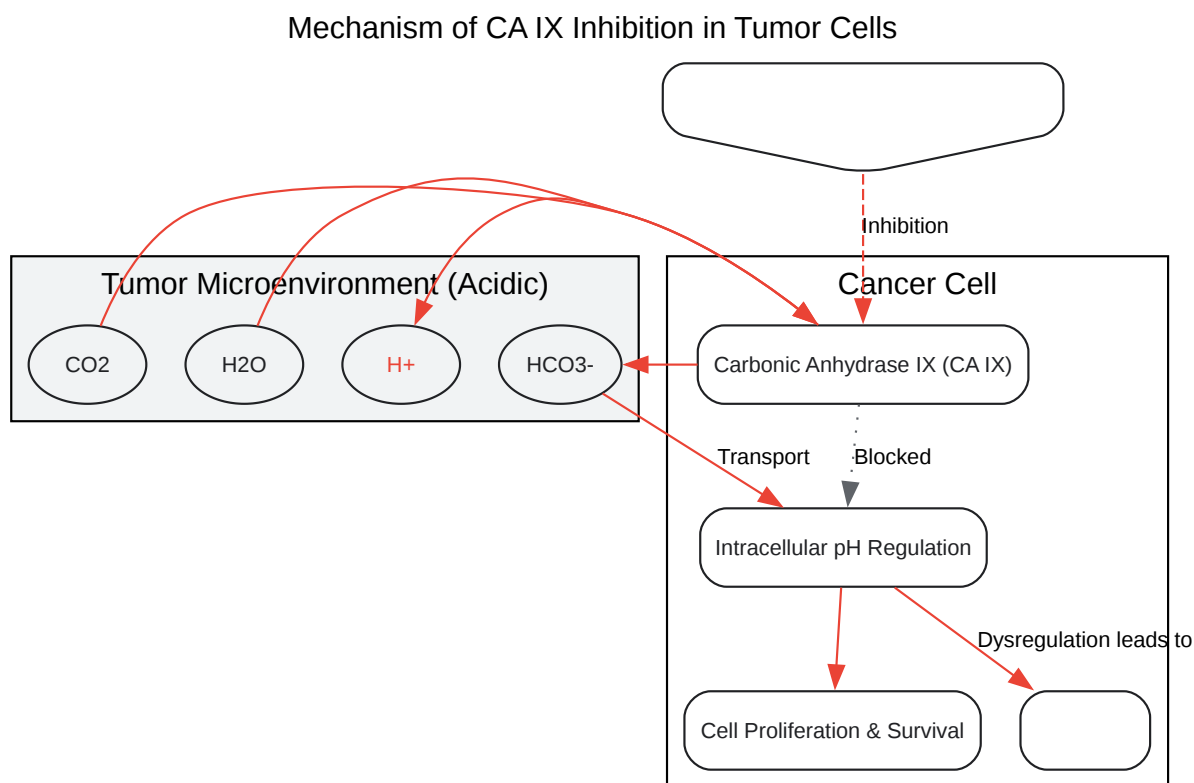 Mechanism of CA IX Inhibition in Tumor Cells
Inhibition
Tumor Microenvironment (Acidic)
Cancer Cell
CO2
H2O
H+
HCO3-
Carbonic Anhydrase IX (CA IX)
Transport
Blocked
Intracellular pH Regulation
Dysregulation leads to
Cell Proliferation & Survival